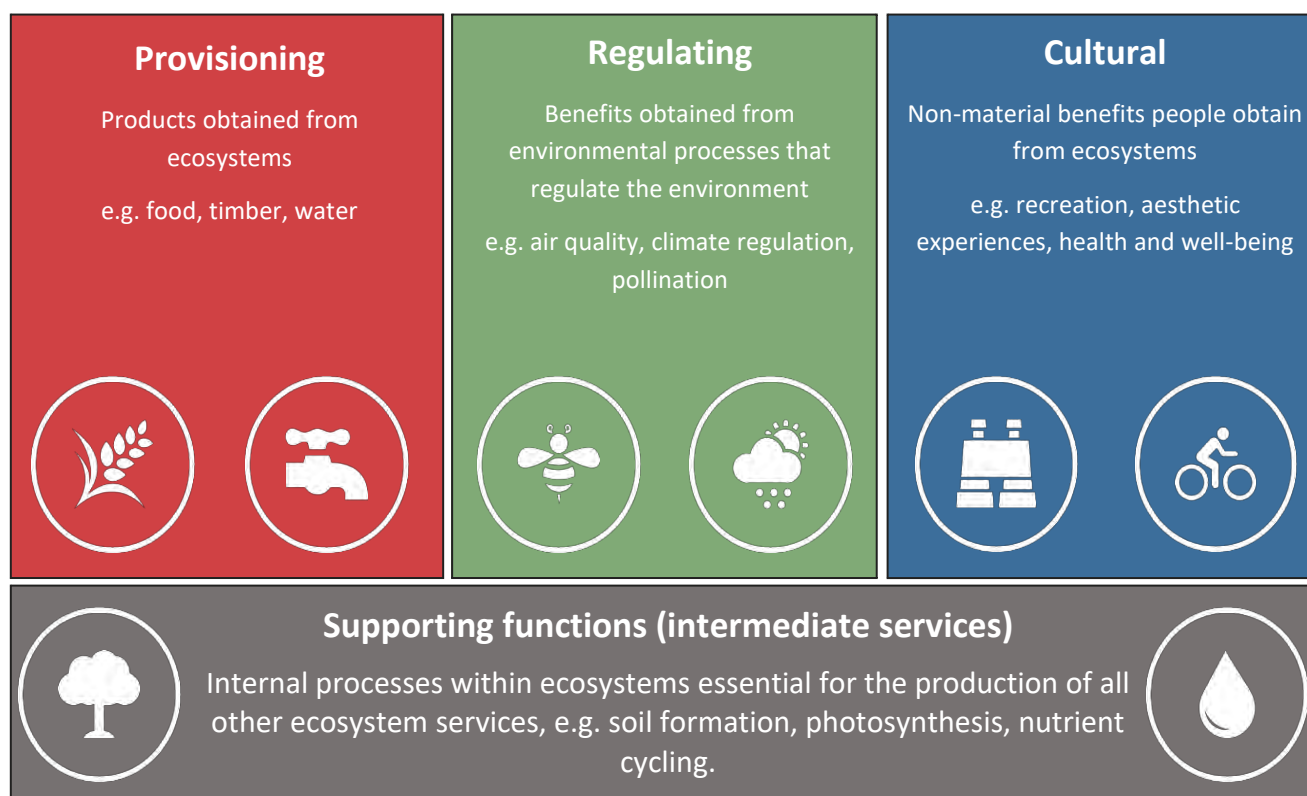 Provisioning
Products obtained from
ecosystems
e.g. food, timber, water
Regulating
Benefits obtained from
environmental processes that
regulate the environment
e.g. air quality, climate regulation,
pollination
Cultural
Non-material benefits people obtain
from ecosystems
e.g. recreation, aesthetic
experiences, health and well-being
Supporting functions (intermediate services)
Internal processes within ecosystems essential for the production of all
other ecosystem services, e.g. soil formation, photosynthesis, nutrient
cycling.